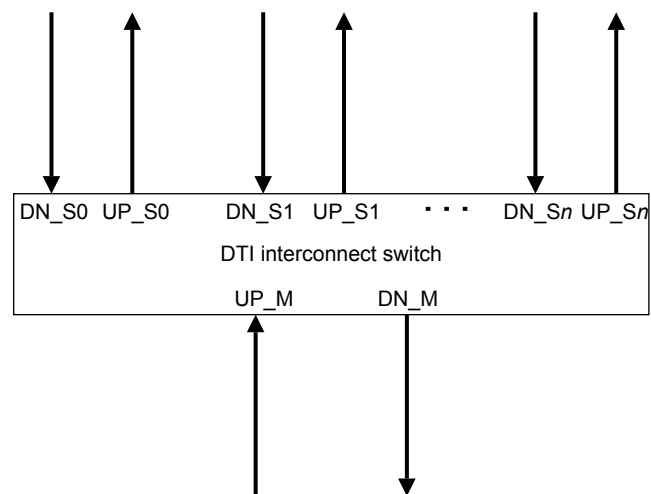 DN_S0 UP_S0 DN_S1 UP_S1 · · · DN_Sn UP_Sn
DTI interconnect switch
UP_M DN_M